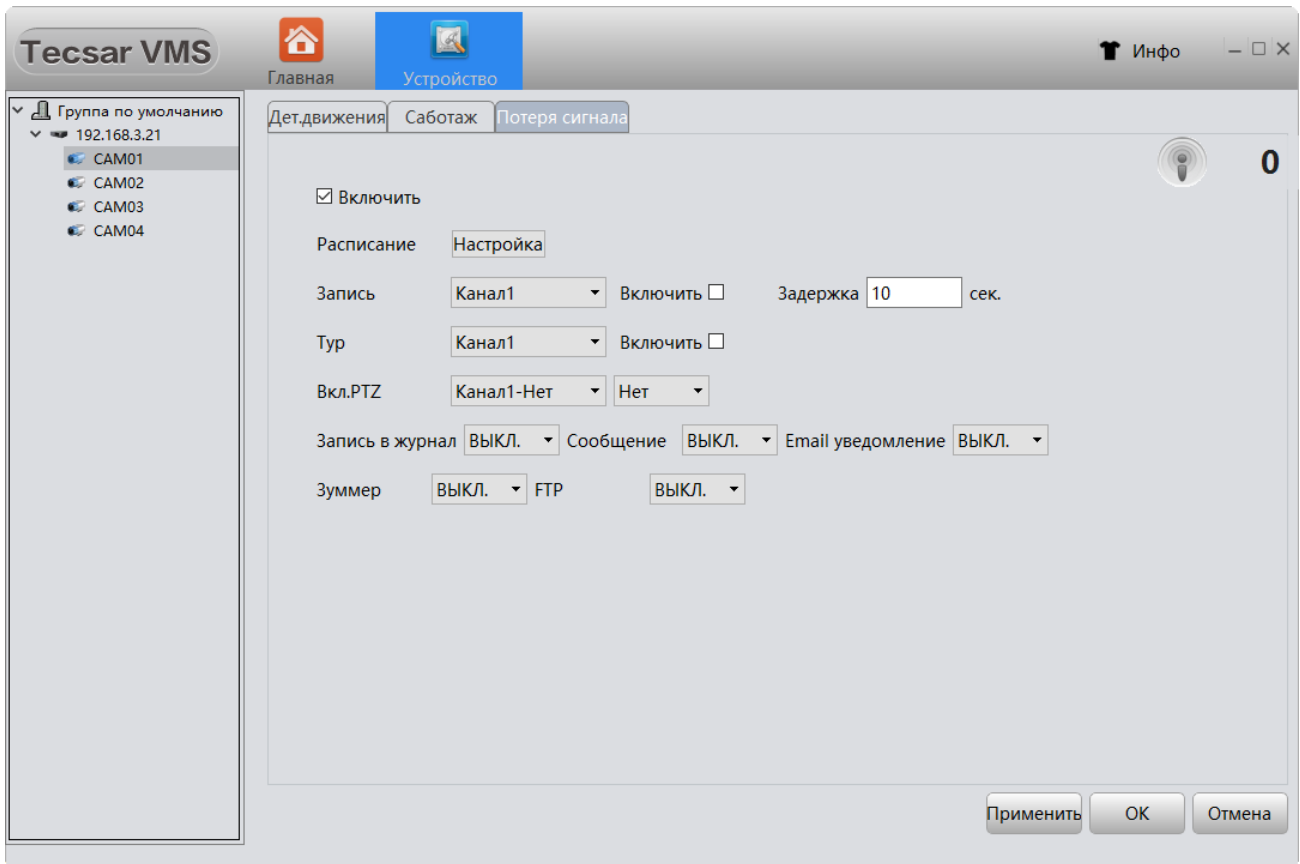 Tecsar VMS
Главная
Устройство
Инфо
Группа по умолчанию
192.168.3.21
CAM01
CAM02
CAM03
CAM04
Дет.движения Саботаж Потеря сигнала
0
Включить
Расписание Настройка
Запись Канал1 Включить Задержка 10 сек.
Тур Канал1 Включить
Вкл.PTZ Канал1-Нет Нет
Запись в журнал ВЫКЛ. Сообщение ВЫКЛ. Email уведомление ВЫКЛ.
Зуммер ВЫКЛ. FTP ВЫКЛ.
Применить OK Отмена